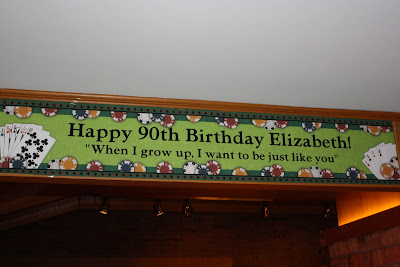 Happy 90th Birthday Elizabeth!
"When I grow up, I want to be just like you"